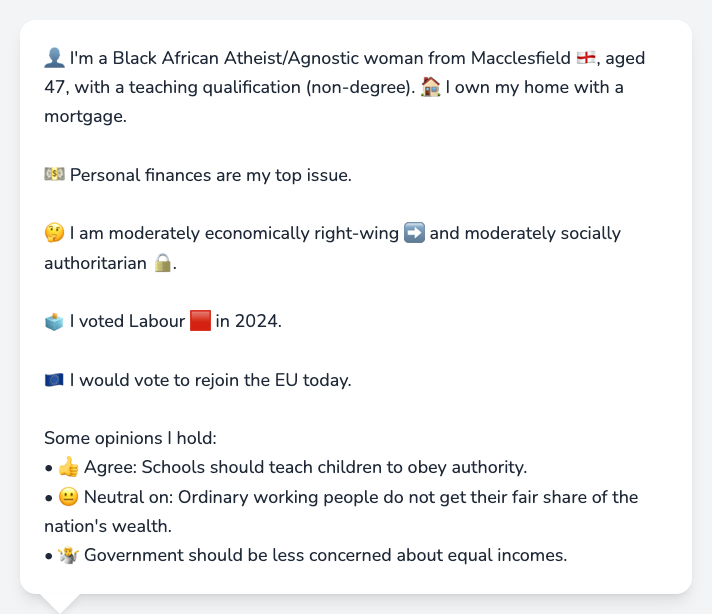 👤 I'm a Black African Atheist/Agnostic woman from Macclesfield 🏴󠁧󠁢󠁥󠁮󠁧󠁿, aged
47, with a teaching qualification (non-degree). 🏠 I own my home with a
mortgage.
💵 Personal finances are my top issue.
🤔 I am moderately economically right-wing ➡️ and moderately socially
authoritarian 🔒.
🗳️ I voted Labour 🟥 in 2024.
🇪🇺 I would vote to rejoin the EU today.
Some opinions I hold:
• 👍 Agree: Schools should teach children to obey authority.
• 😐 Neutral on: Ordinary working people do not get their fair share of the
nation's wealth.
• 🤷 Government should be less concerned about equal incomes.